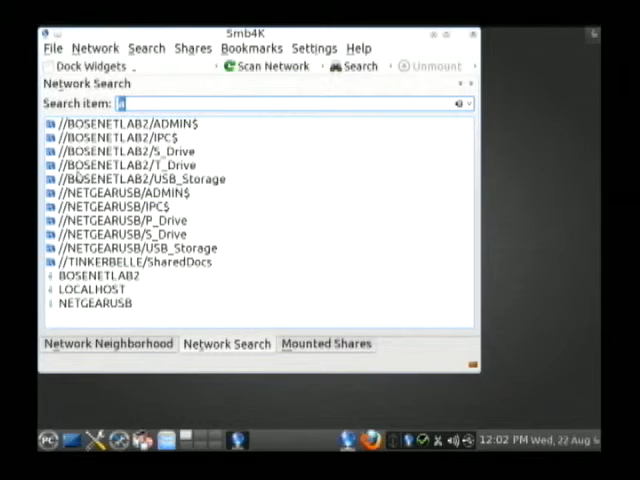 Smb4K
File Network Search Shares Bookmarks Settings Help
Dock Widgets Scan Network Search Unmount
Network Search
Search item: a
//BOSENETLAB2/ADMIN$
//BOSENETLAB2/IPC$
//BOSENETLAB2/S_Drive
//BOSENETLAB2/T_Drive
//BOSENETLAB2/USB_Storage
//NETGEARUSB/ADMIN$
//NETGEARUSB/IPC$
//NETGEARUSB/P_Drive
//NETGEARUSB/S_Drive
//NETGEARUSB/USB_Storage
//TINKERBELLE/SharedDocs
BOSENETLAB2
LOCALHOST
NETGEARUSB
Network Neighborhood Network Search Mounted Shares
PC 12:02 PM Wed, 22 Aug